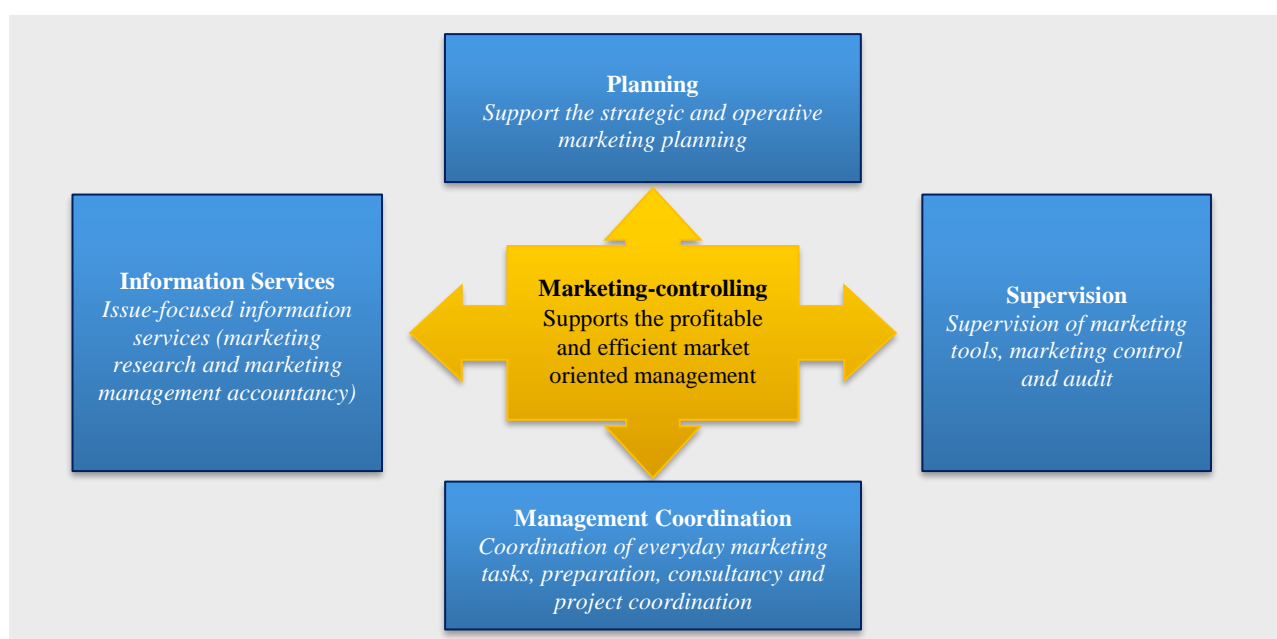 Planning
Support the strategic and operative
marketing planning
Information Services
Issue-focused information
services (marketing
research and marketing
management accountancy)
Marketing-controlling
Supports the profitable
and efficient market
oriented management
Supervision
Supervision of marketing
tools, marketing control
and audit
Management Coordination
Coordination of everyday marketing
tasks, preparation, consultancy and
project coordination